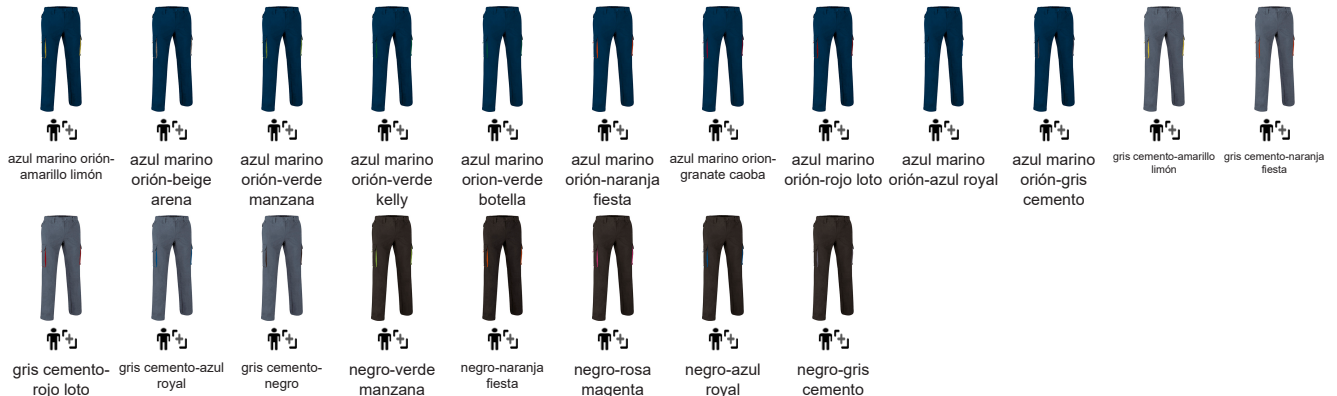 azul marino orión-
amarillo limón
azul marino
orión-beige
arena
azul marino
orión-verde
manzana
azul marino
orión-verde
kelly
azul marino
orion-verde
botella
azul marino
orión-naranja
fiesta
azul marino orion-
granate caoba
azul marino
orión-rojo loto
azul marino
orión-azul royal
azul marino
orión-gris
cemento
gris cemento-amarillo
limón
gris cemento-naranja
fiesta
gris cemento-
rojo loto
gris cemento-azul
royal
gris cemento-
negro
negro-verde
manzana
negro-naranja
fiesta
negro-rosa
magenta
negro-azul
royal
negro-gris
cemento